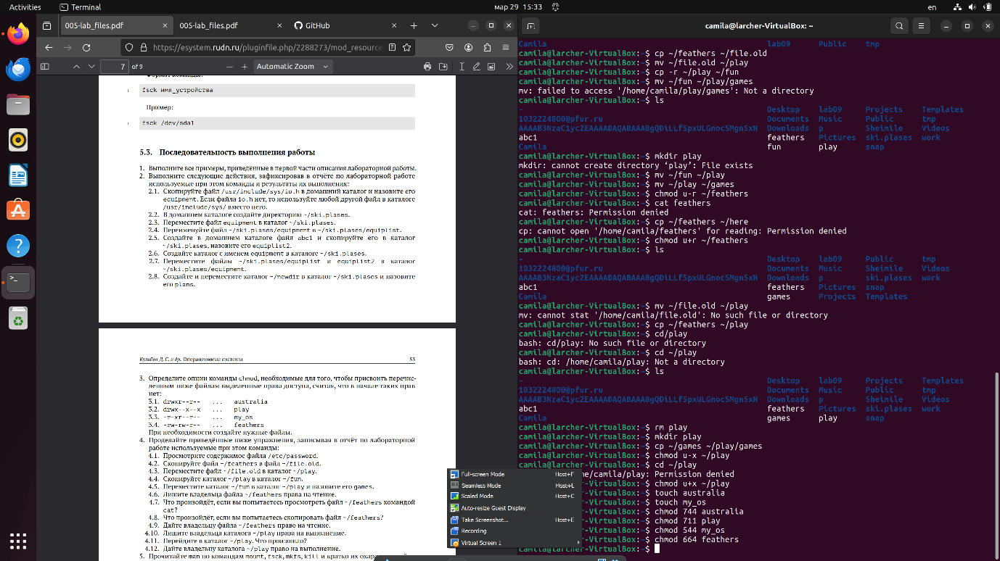 Activities
Terminal
мар 29 15:33
en
005-lab_files.pdf
005-lab_files.pdf
GitHub
https://esystem.rudn.ru/pluginfile.php/2288273/mod_resource
7 of 9
Automatic Zoom
fsck имя_устройства
Пример:
fsck /dev/sda1
5.3. Последовательность выполнения работы
1. Выполните все примеры, приведённые в первой части описания лабораторной работы.
2. Выполните следующие действия, зафиксировав в отчёте по лабораторной работе
используемые при этом команды и результаты их выполнения:
2.1. Скопируйте файл /usr/include/sys/io.h в домашний каталог и назовите его
equipment. Если файла io.h нет, то используйте любой другой файл в каталоге
/usr/include/sys/ вместо него.
2.2. В домашнем каталоге создайте директорию ~/ski.plases.
2.3. Переместите файл equipment в каталог ~/ski.plases.
2.4. Переименуйте файл ~/ski.plases/equipment в ~/ski.plases/equiplist.
2.5. Создайте в домашнем каталоге файл abc1 и скопируйте его в каталог
~/ski.plases, назовите его equiplist2.
2.6. Создайте каталог с именем equipment в каталоге ~/ski.plases.
2.7. Переместите файлы ~/ski.plases/equiplist и equiplist2 в каталог
~/ski.plases/equipment.
2.8. Создайте и переместите каталог ~/newdir в каталог ~/ski.plases и назовите
его plans.
Кулябов Д. С. и др. Операционные системы 53
3. Определите опции команды chmod, необходимые для того, чтобы присвоить перечис-
ленным ниже файлам выделенные права доступа, считая, что в начале таких прав
нет:
3.1. drwxr--r-- ... australia
3.2. drwx--x--x ... play
3.3. -r-xr--r-- ... my_os
3.4. -rw-rw-r-- ... feathers
При необходимости создайте нужные файлы.
4. Проделайте приведённые ниже упражнения, записывая в отчёт по лабораторной
работе используемые при этом команды:
4.1. Просмотрите содержимое файла /etc/password.
4.2. Скопируйте файл ~/feathers в файл ~/file.old.
4.3. Переместите файл ~/file.old в каталог ~/play.
4.4. Скопируйте каталог ~/play в каталог ~/fun.
4.5. Переместите каталог ~/fun в каталог ~/play и назовите его games.
4.6. Лишите владельца файла ~/feathers права на чтение.
4.7. Что произойдёт, если вы попытаетесь просмотреть файл ~/feathers командой
cat?
4.8. Что произойдёт, если вы попытаетесь скопировать файл ~/feathers?
4.9. Дайте владельцу файла ~/feathers право на чтение.
4.10. Лишите владельца каталога ~/play права на выполнение.
4.11. Перейдите в каталог ~/play. Что произошло?
4.12. Дайте владельцу каталога ~/play право на выполнение.
5. Прочитайте man по командам mount, fsck, mkfs, kill и кратко их
Full-screen Mode Host+F
Seamless Mode Host+L
Scaled Mode Host+C
Auto-resize Guest Display
Take Screenshot... Host+E
Recording
Virtual Screen 1
camila@larcher-VirtualBox: ~
Camila lab09 Public tmp
camila@larcher-VirtualBox:~$ cp ~/feathers ~/file.old
camila@larcher-VirtualBox:~$ mv ~/file.old ~/play
camila@larcher-VirtualBox:~$ cp -r ~/play ~/fun
camila@larcher-VirtualBox:~$ mv ~/fun ~/play/games
mv: failed to access '/home/camila/play/games': Not a directory
camila@larcher-VirtualBox:~$ ls
- Desktop lab09 Projects Templates
1032224800@pfur.ru Documents Music Public tmp
AAAAB3NzaC1yc2EAAAADAQABAAABgQDiLLf5pxULGnoc5Mgn5xN Downloads p Sheimile Videos
abc1 feathers Pictures ski.plases work
Camila fun play snap
camila@larcher-VirtualBox:~$ mkdir play
mkdir: cannot create directory ‘play’: File exists
camila@larcher-VirtualBox:~$ mv ~/fun ~/play
camila@larcher-VirtualBox:~$ mv ~/play ~/games
camila@larcher-VirtualBox:~$ chmod u-r ~/feathers
camila@larcher-VirtualBox:~$ cat feathers
cat: feathers: Permission denied
camila@larcher-VirtualBox:~$ cp ~/feathers ~/here
cp: cannot open '/home/camila/feathers' for reading: Permission denied
camila@larcher-VirtualBox:~$ chmod u+r ~/feathers
camila@larcher-VirtualBox:~$ ls
- Desktop lab09 Public tmp
1032224800@pfur.ru Documents Music Sheimile Videos
AAAAB3NzaC1yc2EAAAADAQABAAABgQDiLLf5pxULGnoc5Mgn5xN Downloads p ski.plases work
abc1 feathers Pictures snap
Camila games Projects Templates
camila@larcher-VirtualBox:~$ mv ~/file.old ~/play
mv: cannot stat '/home/camila/file.old': No such file or directory
camila@larcher-VirtualBox:~$ cp ~/feathers ~/play
camila@larcher-VirtualBox:~$ cd/play
bash: cd/play: No such file or directory
camila@larcher-VirtualBox:~$ cd ~/play
bash: cd: /home/camila/play: Not a directory
camila@larcher-VirtualBox:~$ ls
- Desktop lab09 Projects Templates
1032224800@pfur.ru Documents Music Public tmp
AAAAB3NzaC1yc2EAAAADAQABAAABgQDiLLf5pxULGnoc5Mgn5xN Downloads p Sheimile Videos
abc1 feathers Pictures ski.plases work
Camila games play snap
camila@larcher-VirtualBox:~$ rm play
camila@larcher-VirtualBox:~$ mkdir play
camila@larcher-VirtualBox:~$ cp ~/games ~/play/games
camila@larcher-VirtualBox:~$ chmod u-x ~/play
camila@larcher-VirtualBox:~$ cd ~/play
me/camila/play: Permission denied
rcher-VirtualBox:~$ chmod u+x ~/play
rcher-VirtualBox:~$ touch australia
rcher-VirtualBox:~$ touch my_os
rcher-VirtualBox:~$ chmod 744 australia
rcher-VirtualBox:~$ chmod 711 play
rcher-VirtualBox:~$ chmod 544 my_os
rcher-VirtualBox:~$ chmod 664 feathers
camila@larcher-VirtualBox:~$